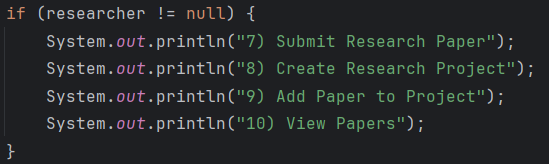 if (researcher != null) {
    System.out.println("7) Submit Research Paper");
    System.out.println("8) Create Research Project");
    System.out.println("9) Add Paper to Project");
    System.out.println("10) View Papers");
}